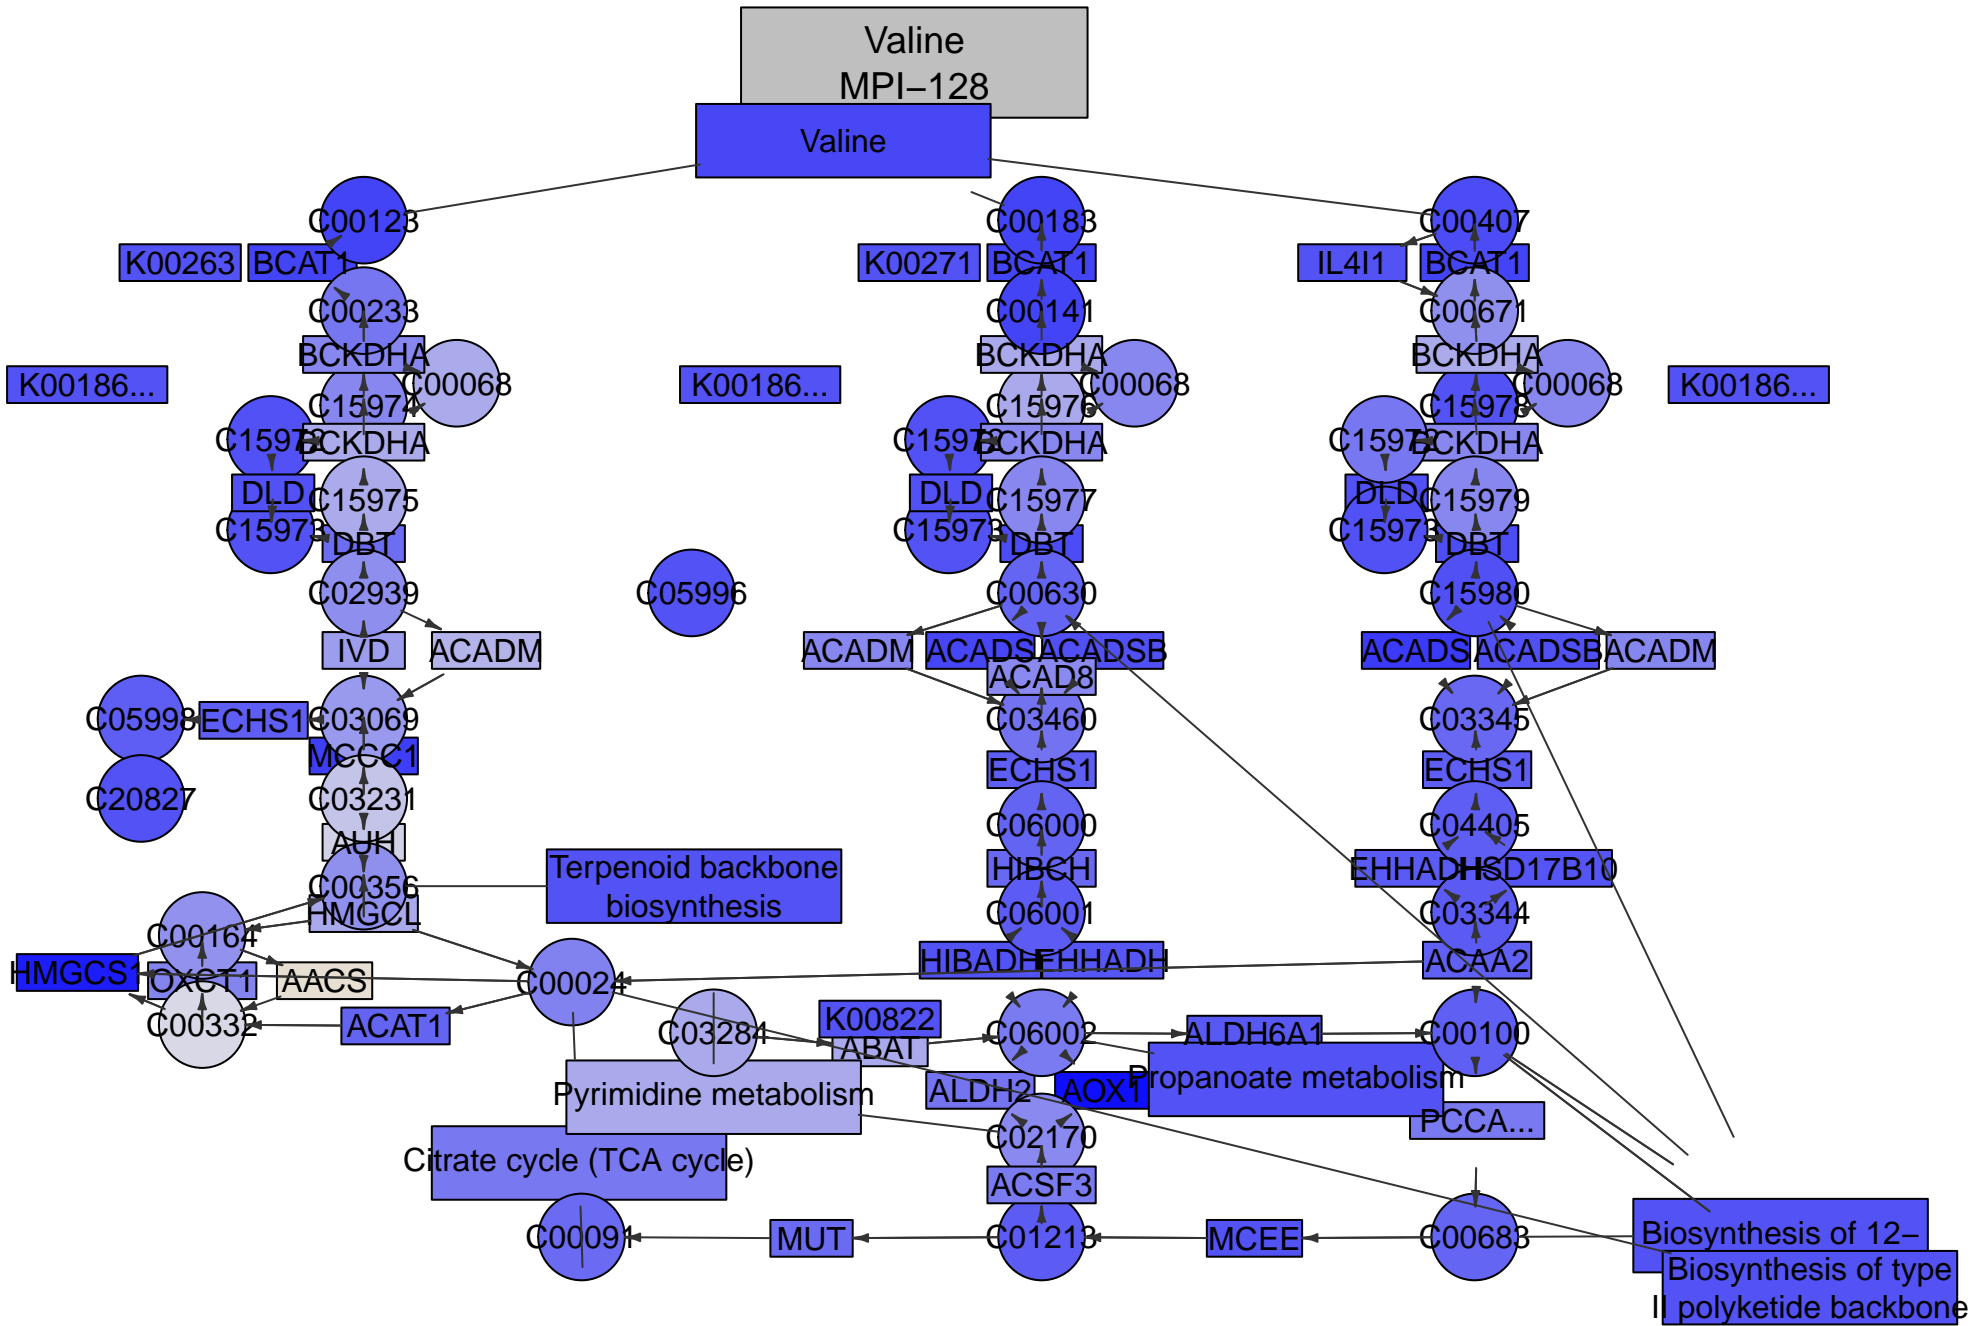 Valine
MPI−128
Valine
C00123
C00183
C00407
K00263
BCAT1
K00271
BCAT1
IL4I1
BCAT1
C00233
C00141
C00671
BCKDHA
BCKDHA
BCKDHA
K00186...
C00068
K00186...
C00068
C00068
K00186...
C15974
C15976
C15978
C15972
BCKDHA
C15972
BCKDHA
C15972
BCKDHA
DLD
C15975
DLD
C15977
DLD
C15979
C15973
C15973
C15973
DBT
DBT
DBT
C02939
C05996
C00630
C15980
IVD
ACADM
ACADM
ACADS
ACADSB
ACADS
ACADSB
ACADM
ACAD8
C05998
ECHS1
C03069
C03460
C03345
MCCC1
ECHS1
ECHS1
C20827
C03231
C06000
C04405
AUH
Terpenoid backbone
biosynthesis
HIBCH
EHHADH
HSD17B10
C00356
HMGCL
C06001
C03344
C00164
HMGCS1
OXCT1
AACS
C00024
HIBADH
EHHADH
ACAA2
C00332
ACAT1
C03284
K00822
ABAT
C06002
ALDH6A1
C00100
Pyrimidine metabolism
ALDH2
AOX1
Propanoate metabolism
PCCA...
C02170
Citrate cycle (TCA cycle)
ACSF3
C00091
MUT
C01213
MCEE
C00683
Biosynthesis of 12−
Biosynthesis of type
II polyketide backbone